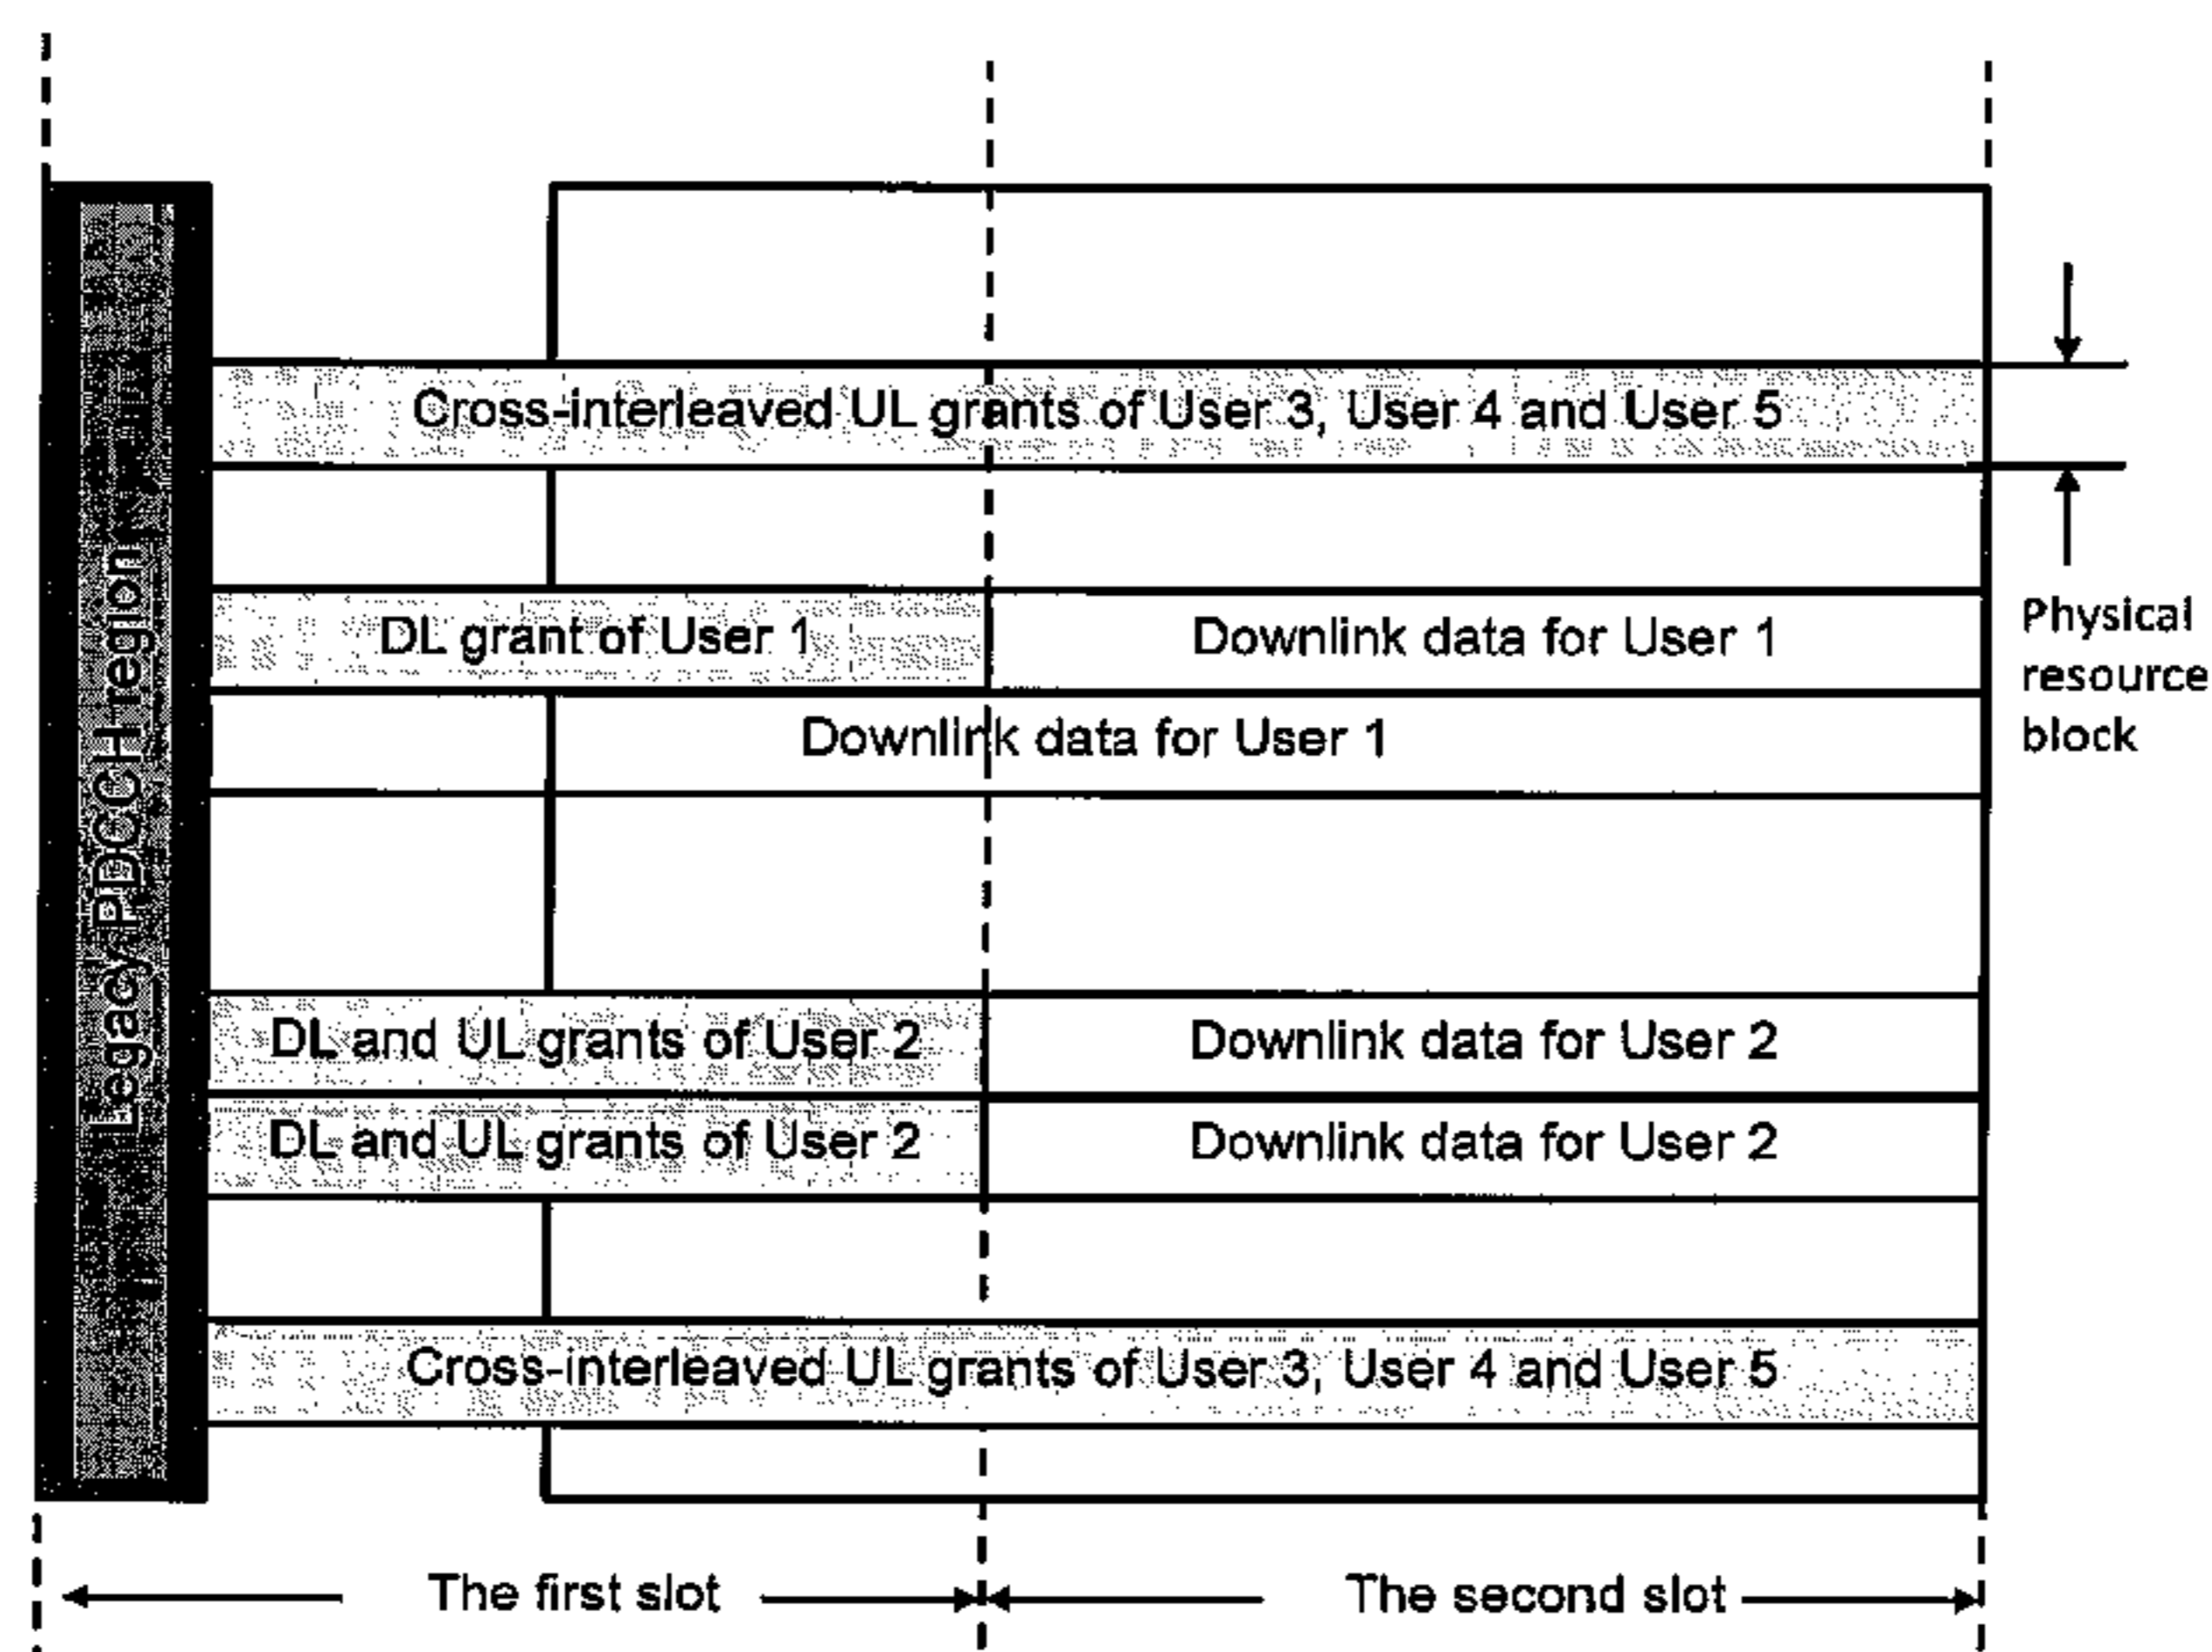 Legacy PDCCH region
Cross-interleaved UL grants of User 3, User 4 and User 5
DL grant of User 1
Downlink data for User 1
Physical
resource
block
Downlink data for User 1
DL and UL grants of User 2
Downlink data for User 2
DL and UL grants of User 2
Downlink data for User 2
Cross-interleaved UL grants of User 3, User 4 and User 5
The first slot
The second slot